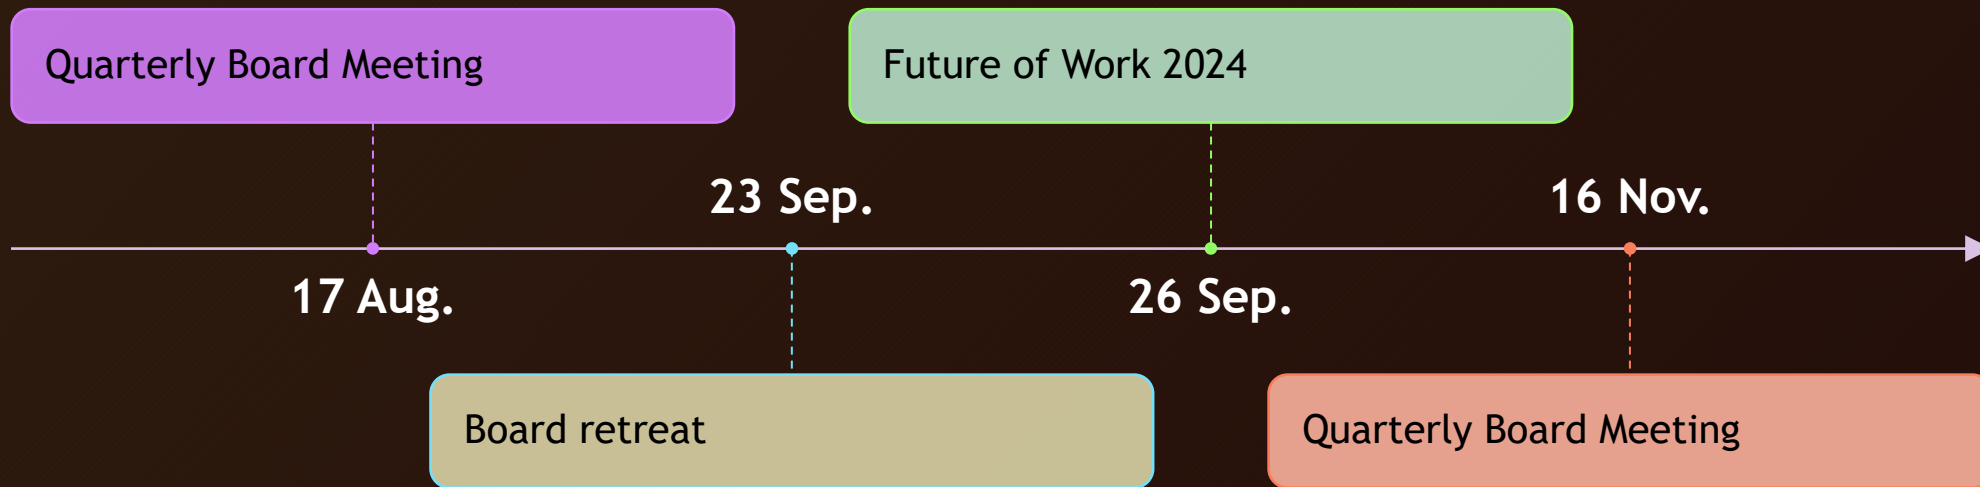 Quarterly Board Meeting
Future of Work 2024
23 Sep.
16 Nov.
17 Aug.
26 Sep.
Board retreat
Quarterly Board Meeting